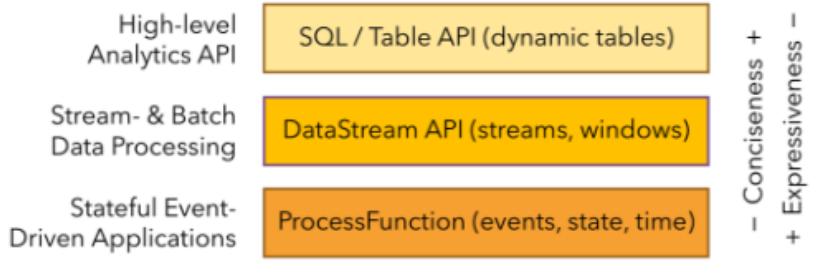 High-level
Analytics API
SQL / Table API (dynamic tables)
Stream- & Batch
Data Processing
DataStream API (streams, windows)
Stateful Event-
Driven Applications
ProcessFunction (events, state, time)
− Conciseness +
+ Expressiveness −